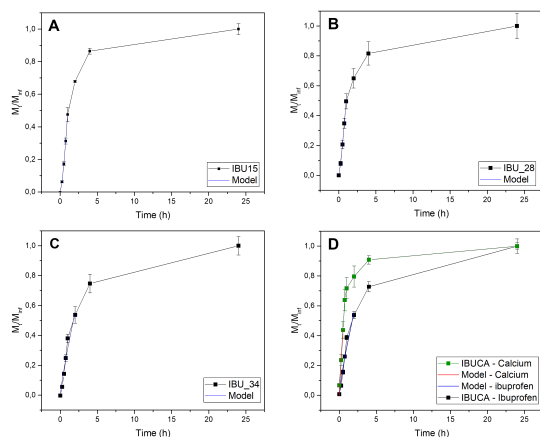 A
1,0
0,8
0,6
0,4
0,2
0,0
M_t/M_inf
0 5 10 15 20 25
Time (h)
IBU15
Model
B
1,0
0,8
0,6
0,4
0,2
0,0
M_t/M_inf
0 5 10 15 20 25
Time (h)
IBU_28
Model
C
1,0
0,8
0,6
0,4
0,2
0,0
M_t/M_inf
0 5 10 15 20 25
Time (h)
IBU_34
Model
D
1,0
0,8
0,6
0,4
0,2
0,0
M_t/M_inf
0 5 10 15 20 25
Time (h)
IBUCA - Calcium
Model - Calcium
Model - ibuprofen
IBUCA - Ibuprofen